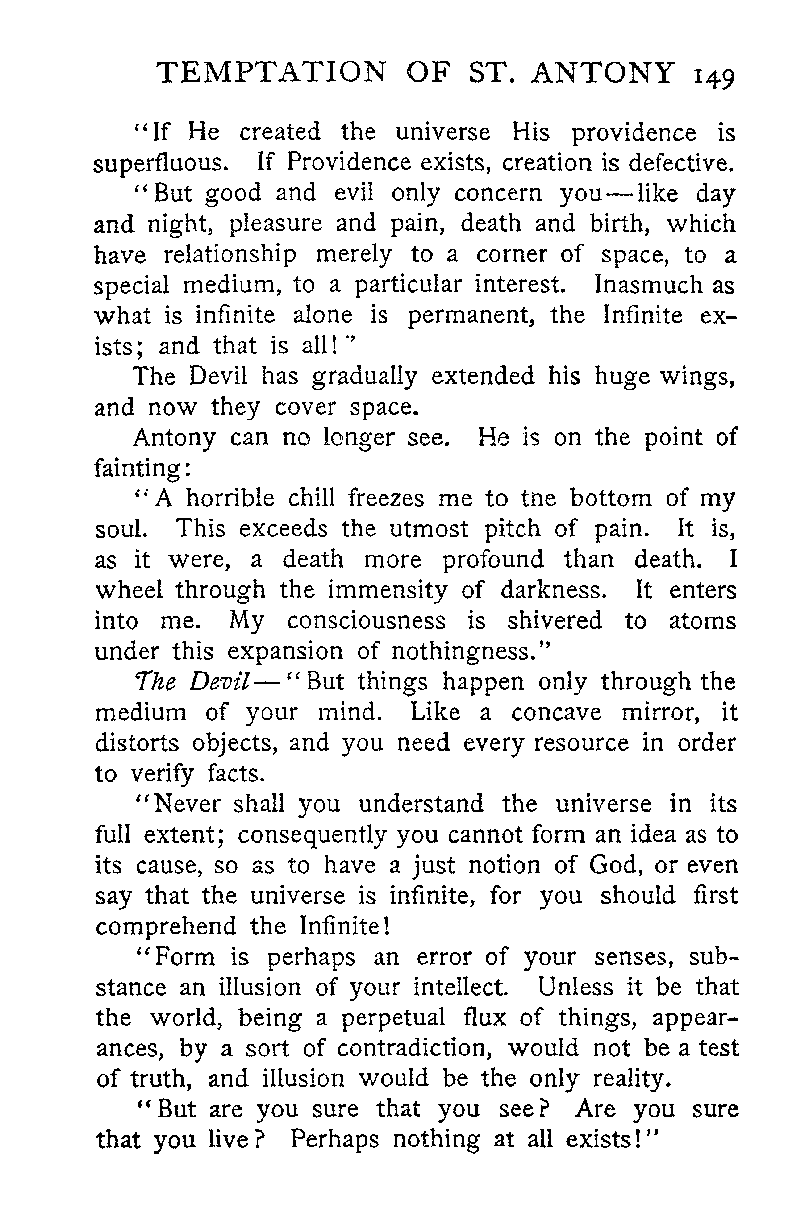 TEMPTATION OF ST. ANTONY 149
"If He created the universe His providence is
superfluous. If Providence exists, creation is defective.
"But good and evil only concern you—like day
and night, pleasure and pain, death and birth, which
have relationship merely to a corner of space, to a
special medium, to a particular interest. Inasmuch as
what is infinite alone is permanent, the Infinite ex-
ists; and that is all!"
The Devil has gradually extended his huge wings,
and now they cover space.
Antony can no longer see. He is on the point of
fainting:
"A horrible chill freezes me to the bottom of my
soul. This exceeds the utmost pitch of pain. It is,
as it were, a death more profound than death. I
wheel through the immensity of darkness. It enters
into me. My consciousness is shivered to atoms
under this expansion of nothingness."
The Devil—"But things happen only through the
medium of your mind. Like a concave mirror, it
distorts objects, and you need every resource in order
to verify facts.
"Never shall you understand the universe in its
full extent; consequently you cannot form an idea as to
its cause, so as to have a just notion of God, or even
say that the universe is infinite, for you should first
comprehend the Infinite!
"Form is perhaps an error of your senses, sub-
stance an illusion of your intellect. Unless it be that
the world, being a perpetual flux of things, appear-
ances, by a sort of contradiction, would not be a test
of truth, and illusion would be the only reality.
"But are you sure that you see? Are you sure
that you live? Perhaps nothing at all exists!"